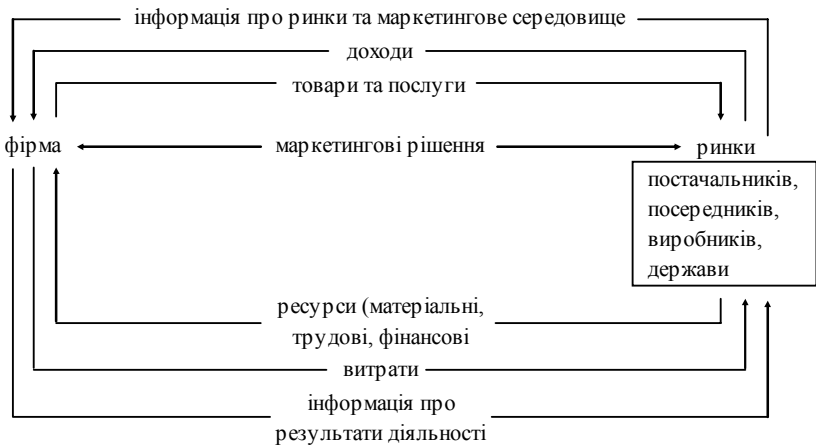 інформація про ринки та маркетингове середовище
доходи
товари та послуги
фірма
маркетингові рішення
ринки
постачальників,
посередників,
виробників,
держави
ресурси (матеріальні,
трудові, фінансові
витрати
інформація про
результати діяльності